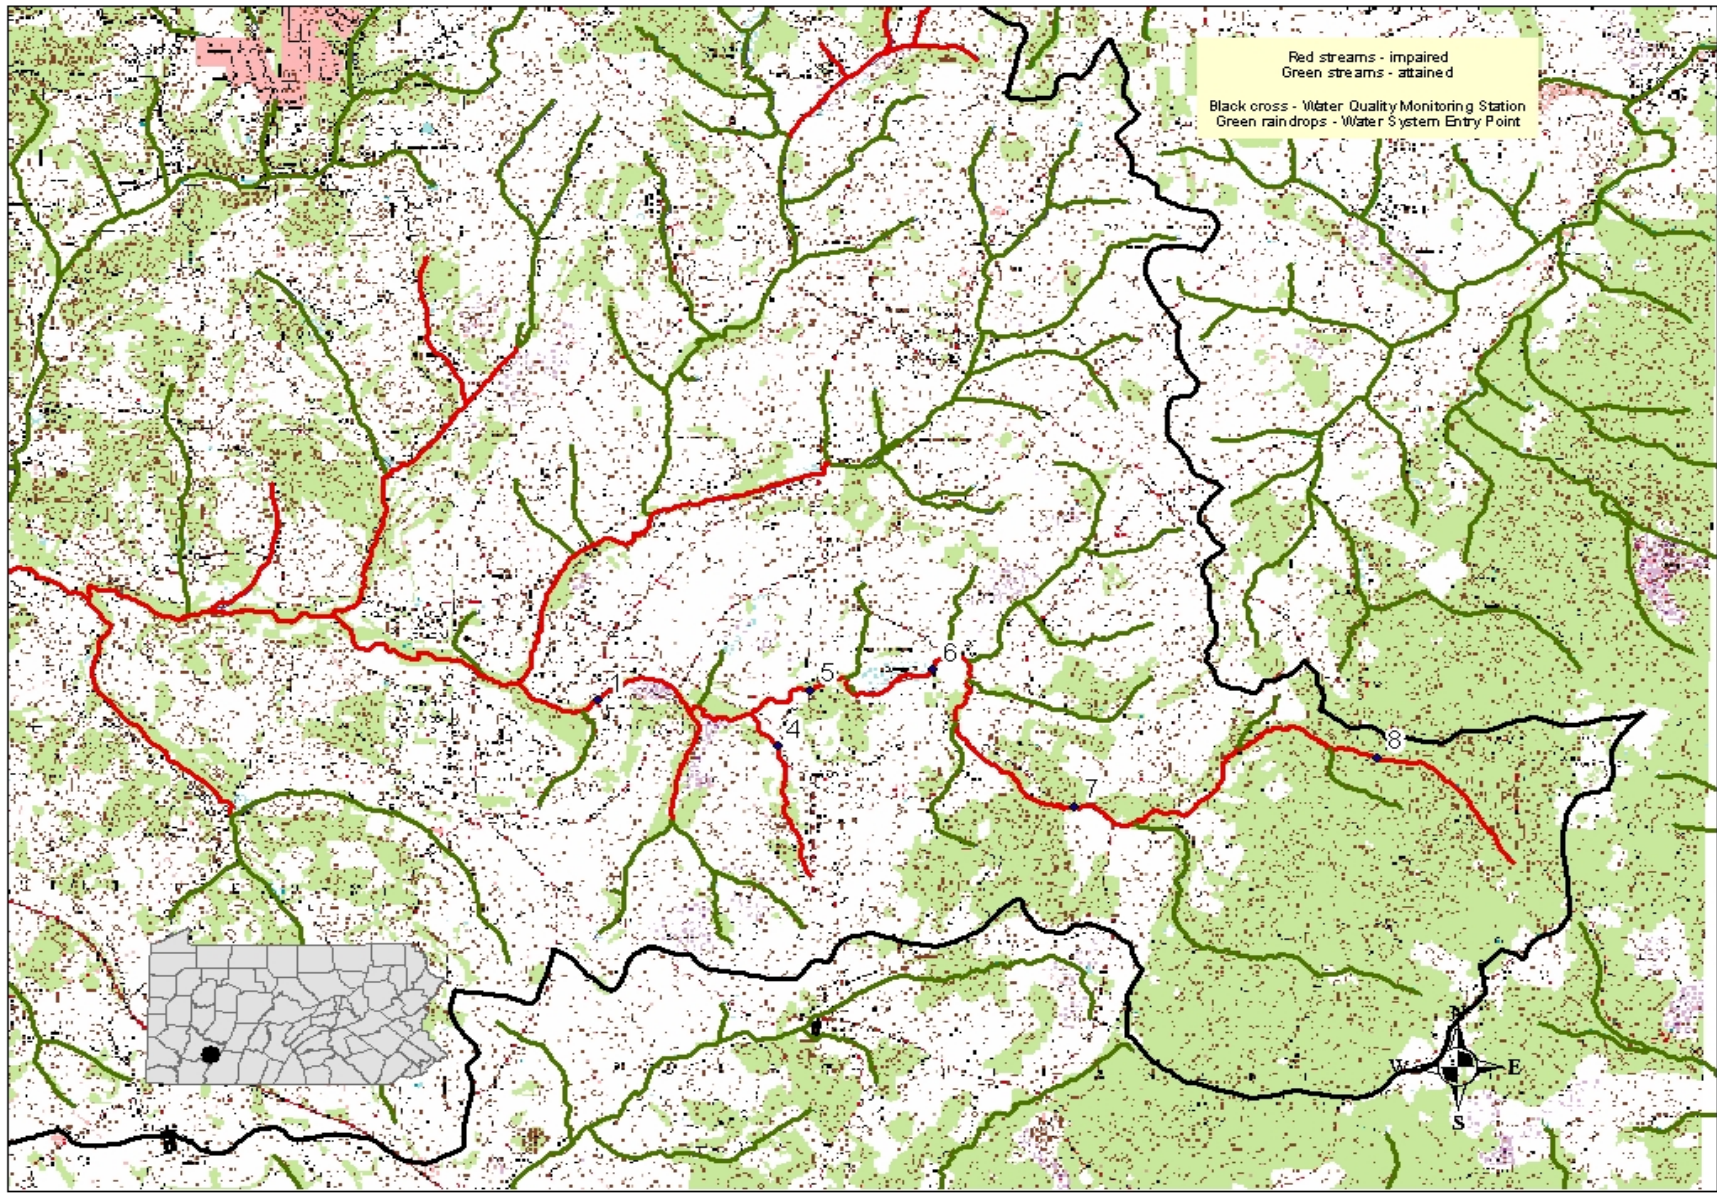 Red streams - impaired
Green streams - attained
Black cross - Water Quality Monitoring Station
Green raindrops - Water System Entry Point
6
5
1
4
8
7
N
W
E
S